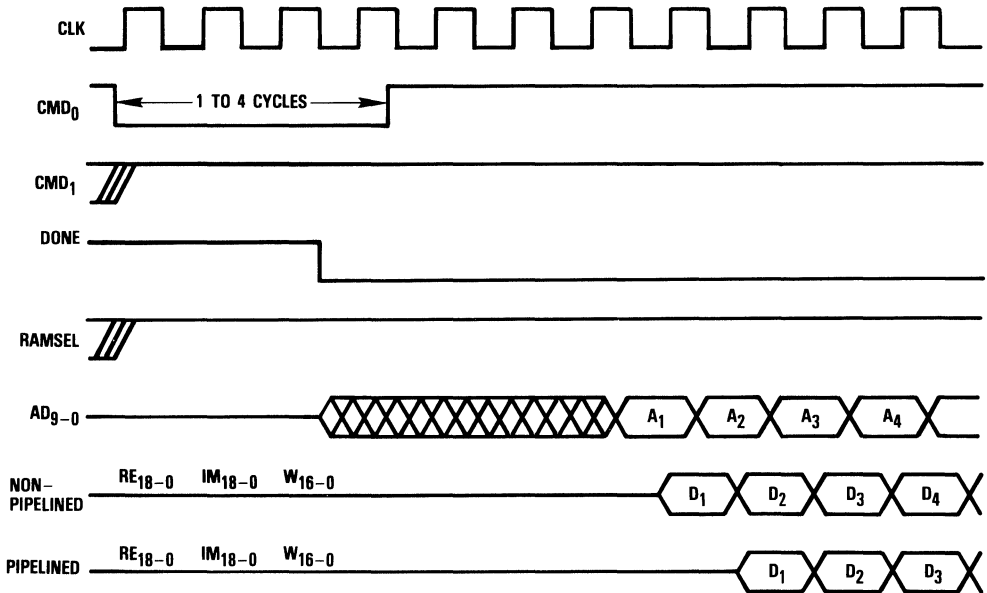 CLK
CMD0
1 TO 4 CYCLES
CMD1
DONE
RAMSEL
AD9–0
A1 A2 A3 A4
NON–
PIPELINED
RE18–0 IM18–0 W16–0
D1 D2 D3 D4
PIPELINED
RE18–0 IM18–0 W16–0
D1 D2 D3